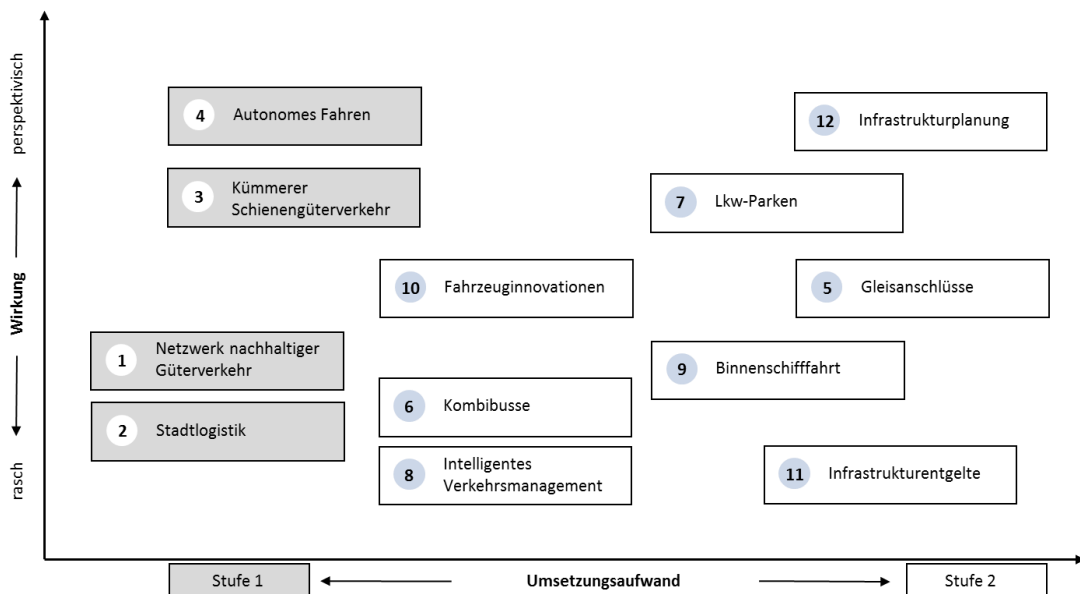 perspektivisch
Wirkung
rasch
4 Autonomes Fahren
12 Infrastrukturplanung
3 Kümmerer
Schienengüterverkehr
7 Lkw-Parken
10 Fahrzeuginnovationen
5 Gleisanschlüsse
1 Netzwerk nachhaltiger
Güterverkehr
9 Binnenschifffahrt
6 Kombibusse
2 Stadtlogistik
8 Intelligentes
Verkehrsmanagement
11 Infrastrukturentgelte
Stufe 1
Umsetzungsaufwand
Stufe 2